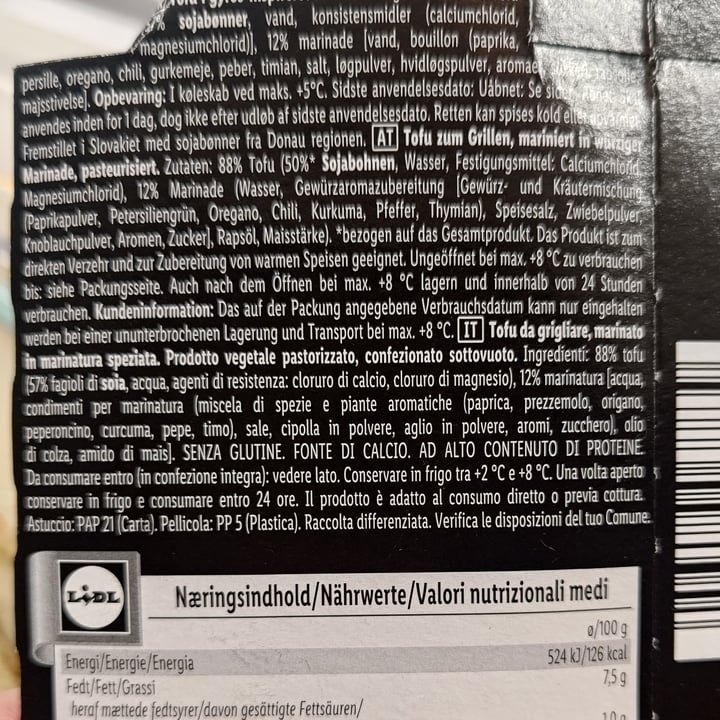 sojabønner, vand, konsistensmidler (calciumchlorid,
magnesiumchlorid)], 12% marinade [vand, bouillon (paprika,
persille, oregano, chili, gurkemeje, peber, timian, salt, løgpulver, hvidløgspulver,
majsstivelse]. Opbevaring: I køleskab ved maks. +5°C. Sidste anvendelsesdato: Uåbnet: Se
anvendes inden for 1 dag, dog ikke efter udløb af sidste anvendelsesdato. Retten kan spises kold eller
Fremstillet i Slovakiet med sojabønner fra Donau regionen. AT Tofu zum Grillen, mariniert in würziger
Marinade, pasteurisiert. Zutaten: 88% Tofu (50%* Sojabohnen, Wasser, Festigungsmittel: Calciumchlorid,
Magnesiumchlorid), 12% Marinade (Wasser, Gewürzaromazubereitung [Gewürz- und Kräutermischung
(Paprikapulver, Petersiliengrün, Oregano, Chili, Kurkuma, Pfeffer, Thymian), Speisesalz, Zwiebelpulver,
Knoblauchpulver, Aromen, Zucker], Rapsöl, Maisstärke). *bezogen auf das Gesamtprodukt. Das Produkt ist zum
direkten Verzehr und zur Zubereitung von warmen Speisen geeignet. Ungeöffnet bei max. +8 °C zu verbrauchen
bis: siehe Packungsseite. Auch nach dem Öffnen bei max. +8 °C lagern und innerhalb von 24 Stunden
verbrauchen. Kundeninformation: Das auf der Packung angegebene Verbrauchsdatum kann nur eingehalten
werden bei einer ununterbrochenen Lagerung und Transport bei max. +8 °C. IT Tofu da grigliare, marinato
in marinatura speziata. Prodotto vegetale pastorizzato, confezionato sottovuoto. Ingredienti: 88% tofu
(57% fagioli di soia, acqua, agenti di resistenza: cloruro di calcio, cloruro di magnesio), 12% marinatura [acqua,
condimenti per marinatura (miscela di spezie e piante aromatiche (paprica, prezzemolo, origano,
peperoncino, curcuma, pepe, timo), sale, cipolla in polvere, aglio in polvere, aromi, zucchero), olio
di colza, amido di mais]. SENZA GLUTINE. FONTE DI CALCIO. AD ALTO CONTENUTO DI PROTEINE.
Da consumare entro (in confezione integra): vedere lato. Conservare in frigo tra +2 °C e +8 °C. Una volta aperto
conservare in frigo e consumare entro 24 ore. Il prodotto è adatto al consumo diretto o previa cottura.
Astuccio: PAP 21 (Carta). Pellicola: PP 5 (Plastica). Raccolta differenziata. Verifica le disposizioni del tuo Comune.
LIDL
Næringsindhold/Nährwerte/Valori nutrizionali medi
ø/100 g
Energi/Energie/Energia 524 kJ/126 kcal
Fedt/Fett/Grassi 7,5 g
heraf mættede fedtsyrer/davon gesättigte Fettsäuren/